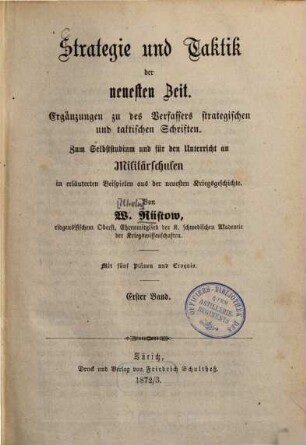 Strategie und Taktik
der
neuesten Zeit.
Ergänzungen zu des Verfassers strategischen
und taktischen Schriften.
Zum Selbststudium und für den Unterricht an
Militärschulen
in erläuterten Beispielen aus der neuesten Kriegsgeschichte.
Von
W. Rüstow,
eidgenössischem Oberst, Ehrenmitglied der K. schwedischen Akademie
der Kriegswissenschaften.
Mit fünf Plänen und Croquis.
Erster Band.
Zürich,
Druck und Verlag von Friedrich Schultheß.
1872/3.